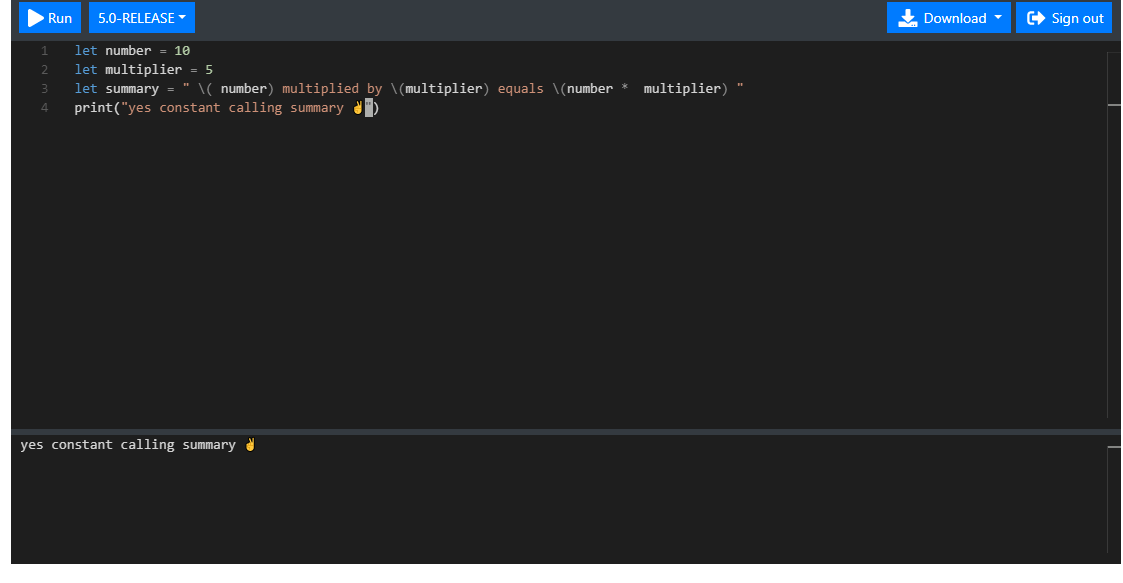 Run 5.0-RELEASE Download Sign out
1 let number = 10
2 let multiplier = 5
3 let summary = " \( number) multiplied by \(multiplier) equals \(number *  multiplier) "
4 print("yes constant calling summary ✌️")
yes constant calling summary ✌️